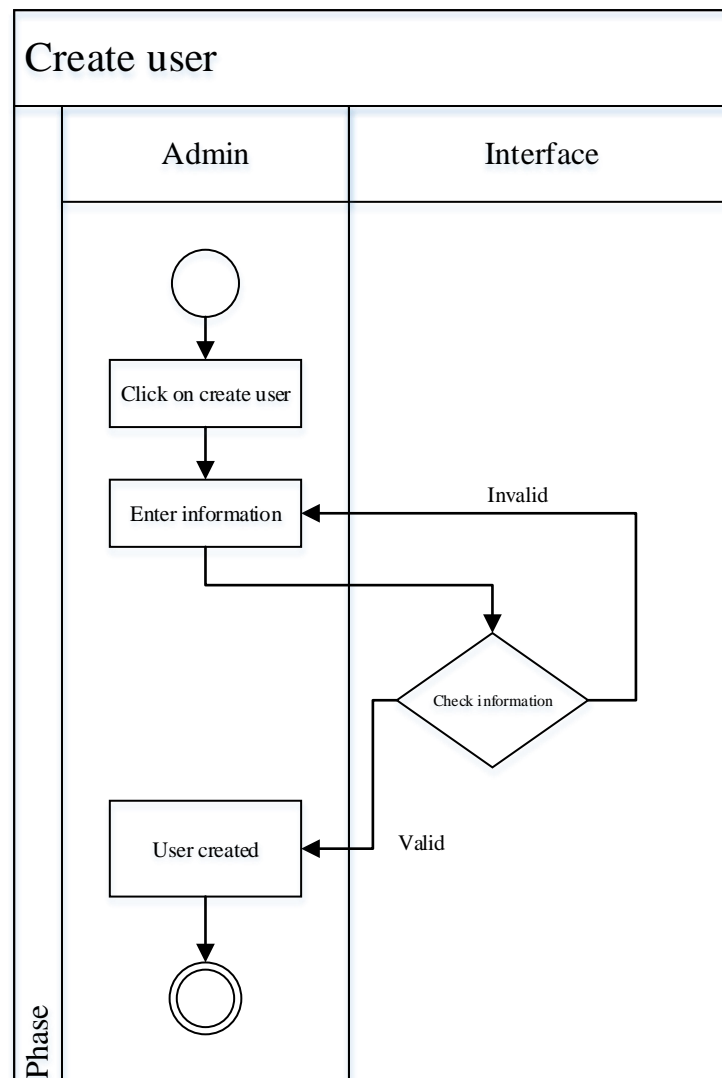 Create user
Admin
Interface
Click on create user
Enter information
Invalid
Check information
User created
Valid
Phase